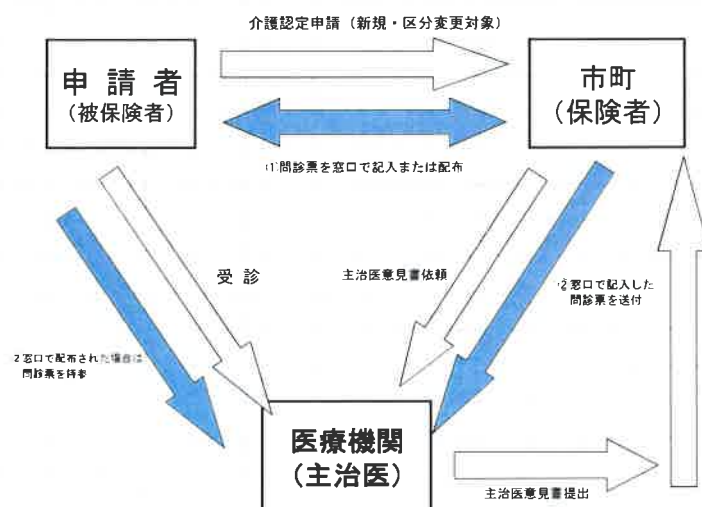 介護認定申請（新規・区分変更対象）
申 請 者
（被保険者）
市町
（保険者）
(1)問診票を窓口で記入または配布
受 診
主治医意見書依頼
②窓口で記入した
問診票を送付
2窓口で配布された場合は
問診票を持参
医療機関
（主治医）
主治医意見書提出